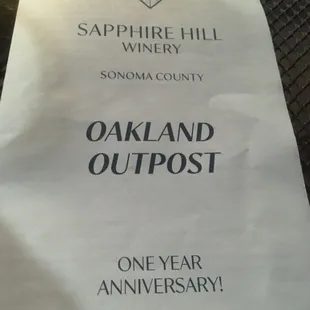 SAPPHIRE HILL
WINERY
SONOMA COUNTY
OAKLAND
OUTPOST
ONE YEAR
ANNIVERSARY!